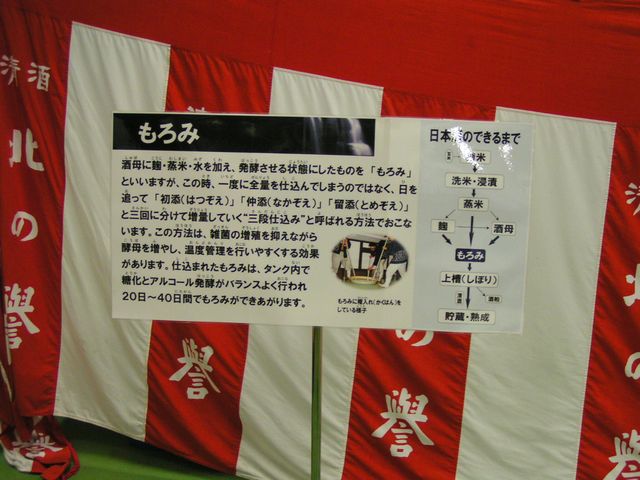 もろみ
酒母に麹・蒸米・水を加え、発酵させる状態にしたものを「もろみ」
といいますが、この時、一度に全量を仕込んでしまうのではなく、日を
追って「初添(はつぞえ)」「仲添(なかぞえ)」「留添(とめぞえ)」
と三回に分けて増量していく“三段仕込み”と呼ばれる方法でおこな
います。この方法は、雑菌の増殖を抑えながら
酵母を増やし、温度管理を行いやすくする効果
があります。仕込まれたもろみは、タンク内で
糖化とアルコール発酵がバランスよく行われ
20日〜40日間でもろみができあがります。
もろみに櫂入れ(かくはん)を
している様子
日本酒のできるまで
洗米・浸漬
蒸米
麹
酒母
もろみ
上槽(しぼり)
清酒
酒粕
貯蔵・熟成
清酒
北の誉
の誉
誉
北の誉